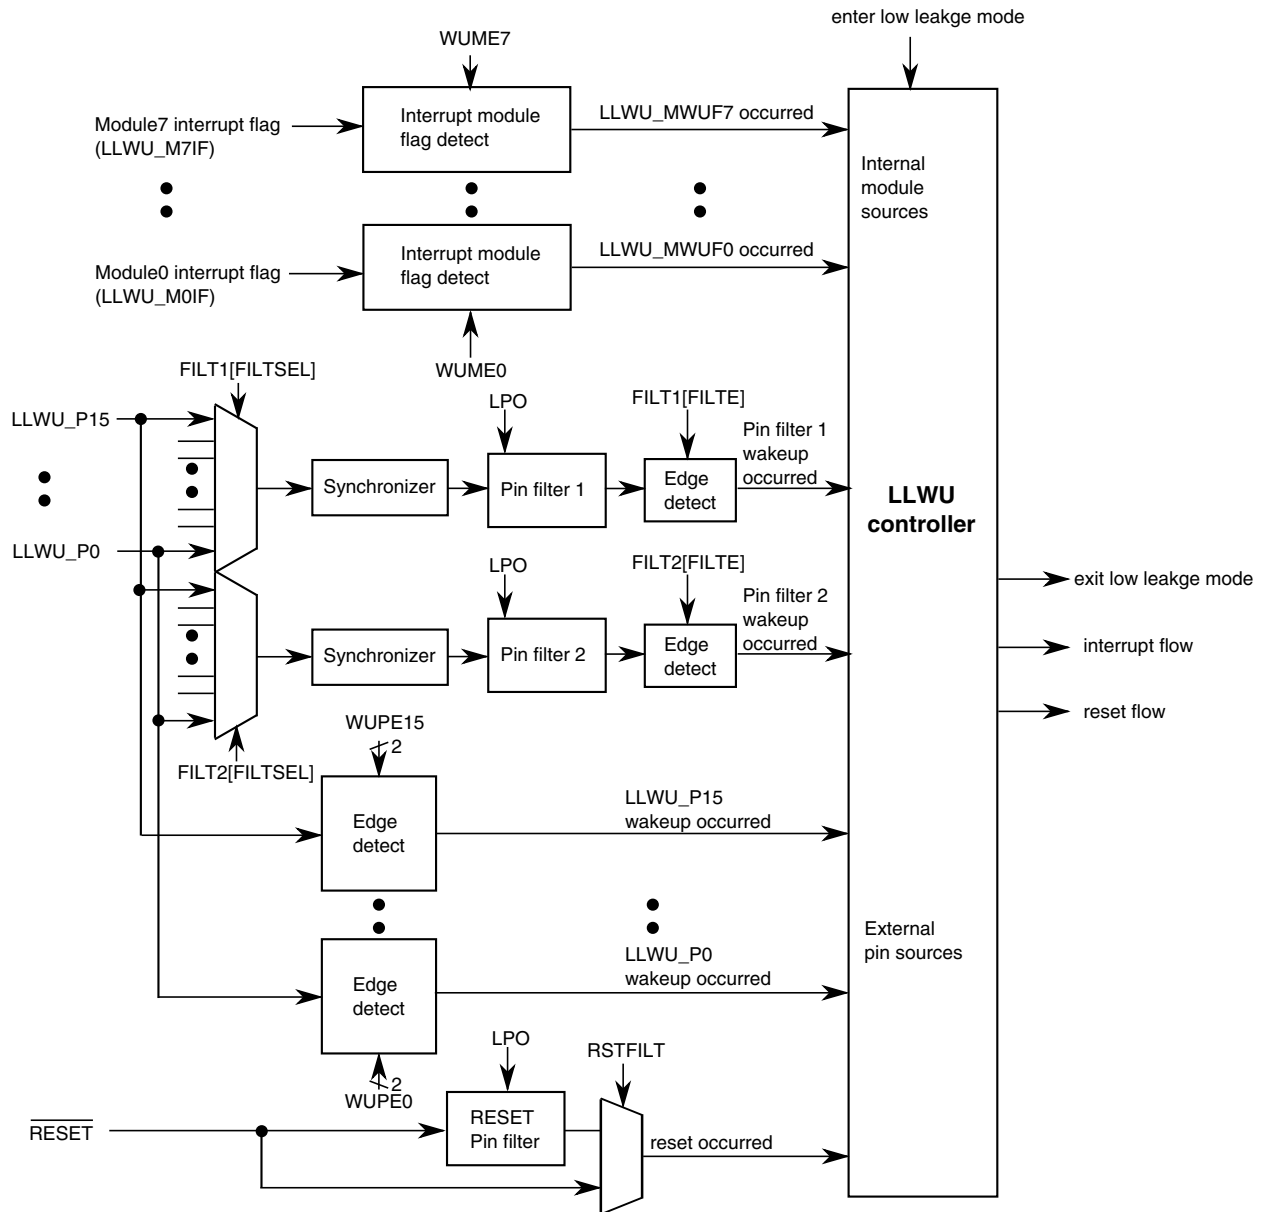 enter low leakge mode
WUME7
Interrupt module
flag detect
LLWU_MWUF7 occurred
Module7 interrupt flag
(LLWU_M7IF)
Internal
module
sources
Interrupt module
flag detect
LLWU_MWUF0 occurred
Module0 interrupt flag
(LLWU_M0IF)
WUME0
FILT1[FILTSEL]
LLWU_P15
LPO
FILT1[FILTE]
Pin filter 1
wakeup
occurred
Synchronizer
Pin filter 1
Edge
detect
LLWU
controller
LLWU_P0
LPO
FILT2[FILTE]
Pin filter 2
wakeup
occurred
exit low leakge mode
Synchronizer
Pin filter 2
Edge
detect
interrupt flow
reset flow
WUPE15
2
FILT2[FILTSEL]
Edge
detect
LLWU_P15
wakeup occurred
External
pin sources
LLWU_P0
wakeup occurred
Edge
detect
2
WUPE0
LPO
RSTFILT
RESET
RESET
Pin filter
reset occurred